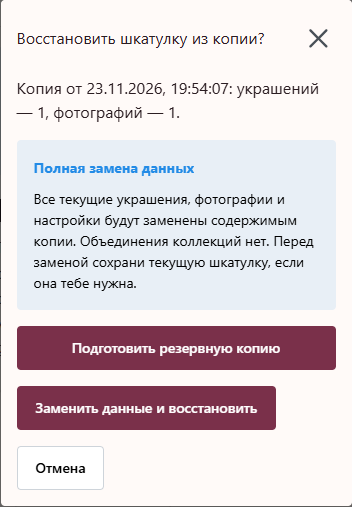 Восстановить шкатулку из копии?
Копия от 23.11.2026, 19:54:07: украшений
— 1, фотографий — 1.
Полная замена данных
Все текущие украшения, фотографии и
настройки будут заменены содержимым
копии. Объединения коллекций нет. Перед
заменой сохрани текущую шкатулку, если
она тебе нужна.
Подготовить резервную копию
Заменить данные и восстановить
Отмена